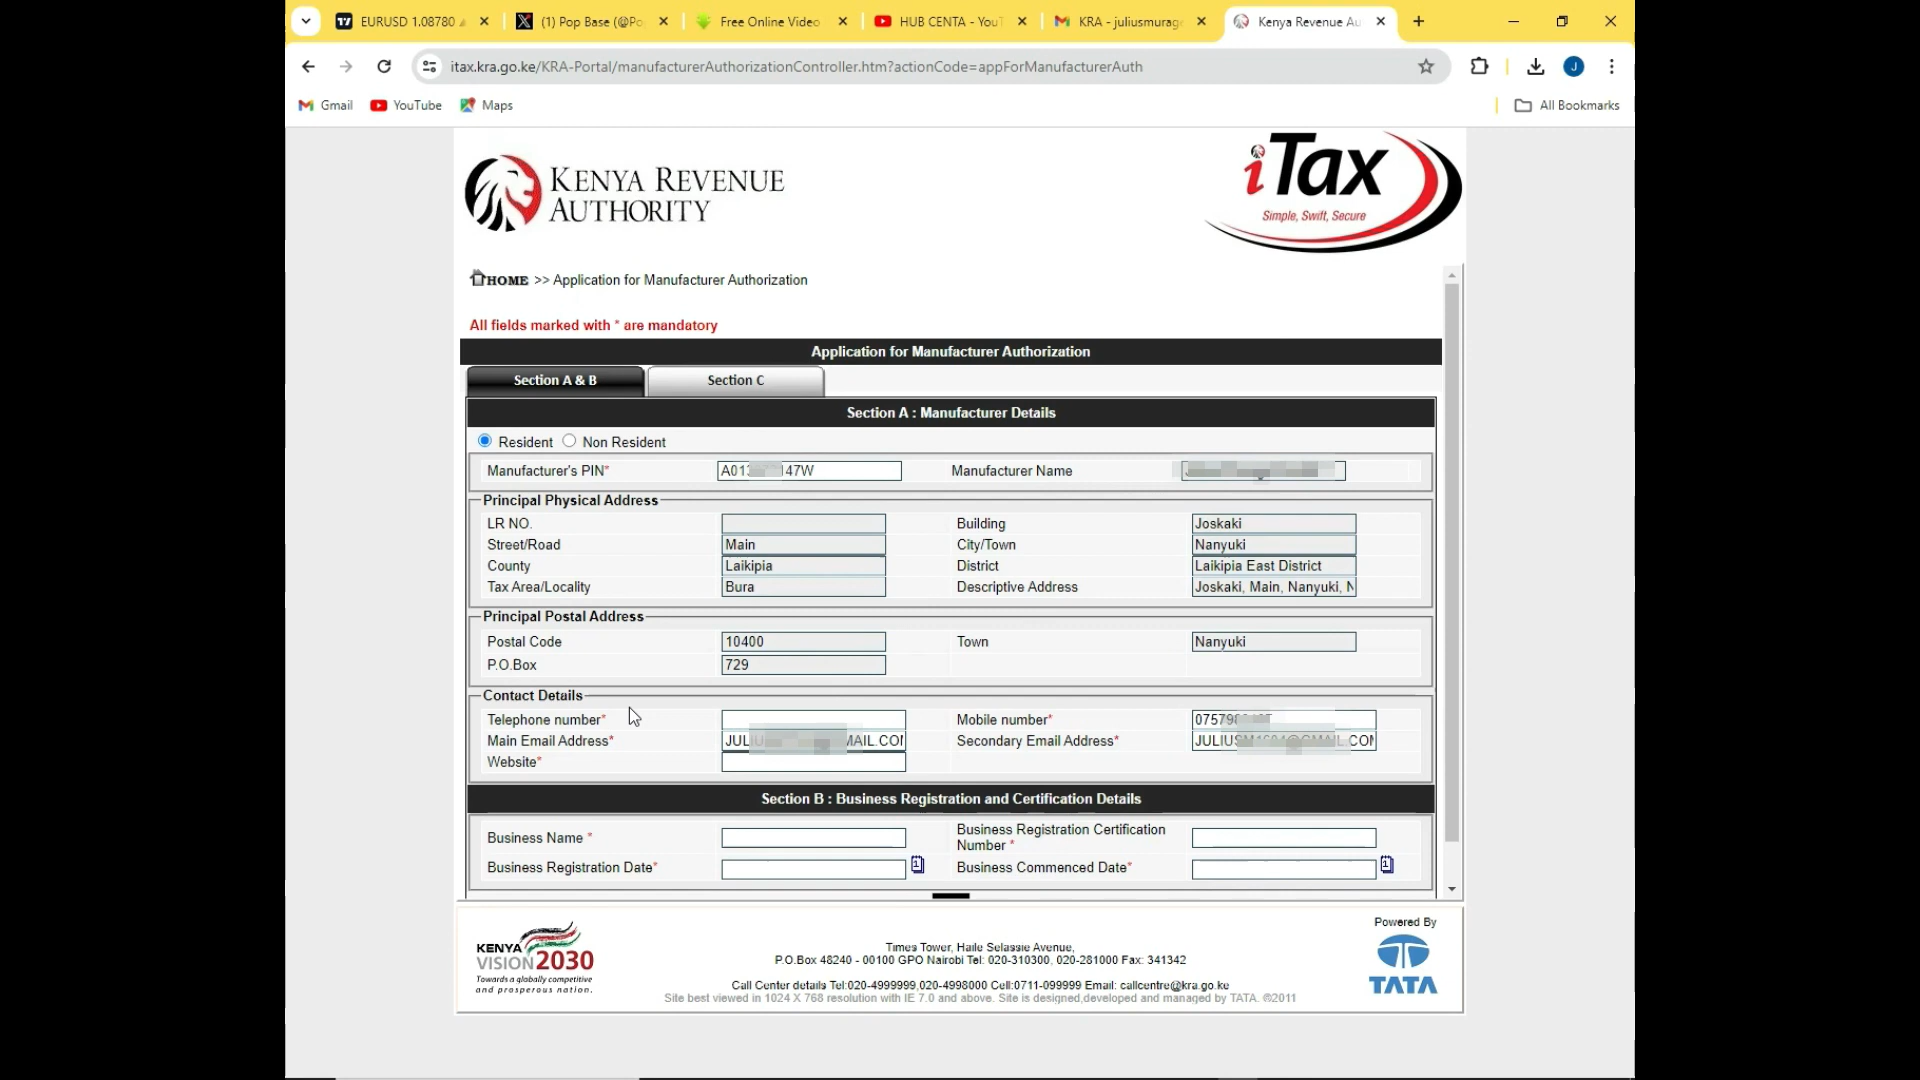 EURUSD 1.08780
(1) Pop Base (@Po
Free Online Video
HUB CENTA - YouT
KRA - juliusmurag
Kenya Revenue Au
itax.kra.go.ke/KRA-Portal/manufacturerAuthorizationController.htm?actionCode=appForManufacturerAuth
J
Gmail YouTube Maps All Bookmarks
KENYA REVENUE
AUTHORITY
iTax
Simple, Swift, Secure
HOME >> Application for Manufacturer Authorization
All fields marked with * are mandatory
Application for Manufacturer Authorization
Section A & B Section C
Section A : Manufacturer Details
Resident Non Resident
Manufacturer's PIN* A013 147W Manufacturer Name
Principal Physical Address
LR NO. Building Joskaki
Street/Road Main City/Town Nanyuki
County Laikipia District Laikipia East District
Tax Area/Locality Bura Descriptive Address Joskaki, Main, Nanyuki, N
Principal Postal Address
Postal Code 10400 Town Nanyuki
P.O.Box 729
Contact Details
Telephone number* Mobile number* 075798
Main Email Address* JULIU MAIL.COM Secondary Email Address* JULIUSM GMAIL.COM
Website*
Section B : Business Registration and Certification Details
Business Name * Business Registration Certification
Number *
Business Registration Date* Business Commenced Date*
KENYA
VISION 2030
Towards a globally competitive
and prosperous nation.
Times Tower, Haile Selassie Avenue,
P.O.Box 48240 - 00100 GPO Nairobi Tel: 020-310300, 020-281000 Fax: 341342
Call Center details Tel:020-4999999,020-4998000 Cell:0711-099999 Email: callcentre@kra.go.ke
Site best viewed in 1024 X 768 resolution with IE 7.0 and above. Site is designed,developed and managed by TATA. ©2011
Powered By
TATA